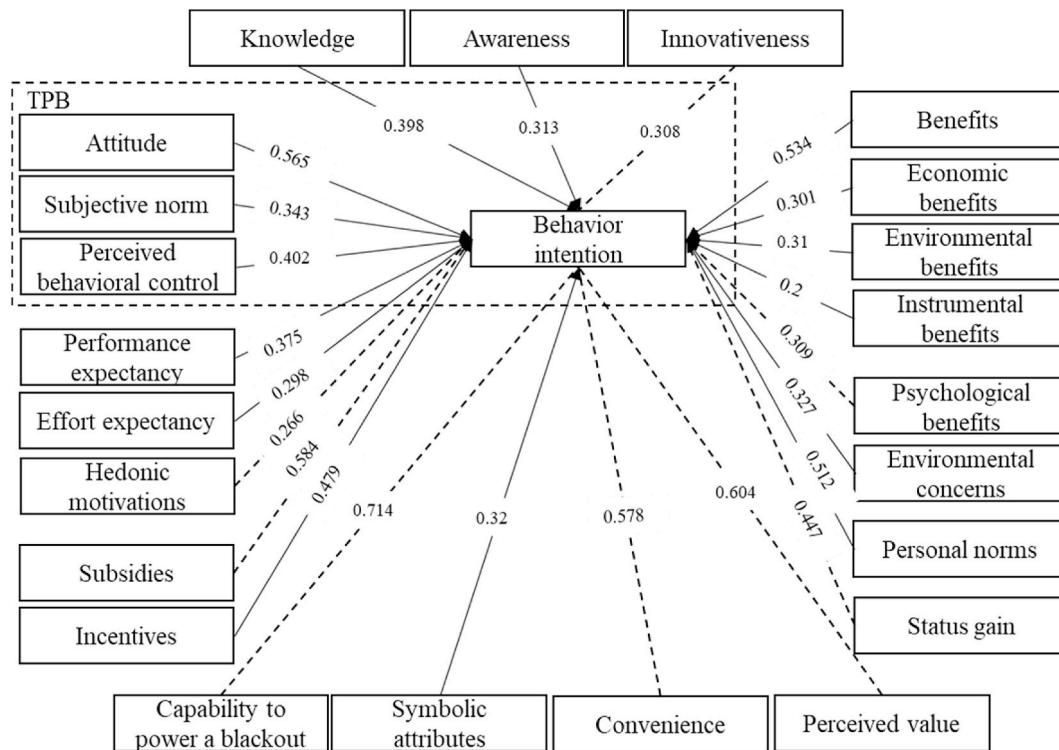 Knowledge
Awareness
Innovativeness
TPB
0.398
0.313
0.308
Attitude
0.565
Subjective norm
0.343
Perceived
behavioral control
0.402
Behavior
intention
Benefits
0.534
Economic
benefits
0.301
Environmental
benefits
0.31
Instrumental
benefits
0.2
Performance
expectancy
0.375
Effort expectancy
0.298
Hedonic
motivations
0.266
Subsidies
0.584
Incentives
0.479
Psychological
benefits
0.309
Environmental
concerns
0.327
Personal norms
0.512
Status gain
0.447
0.714
0.32
0.578
0.604
Capability to
power a blackout
Symbolic
attributes
Convenience
Perceived value